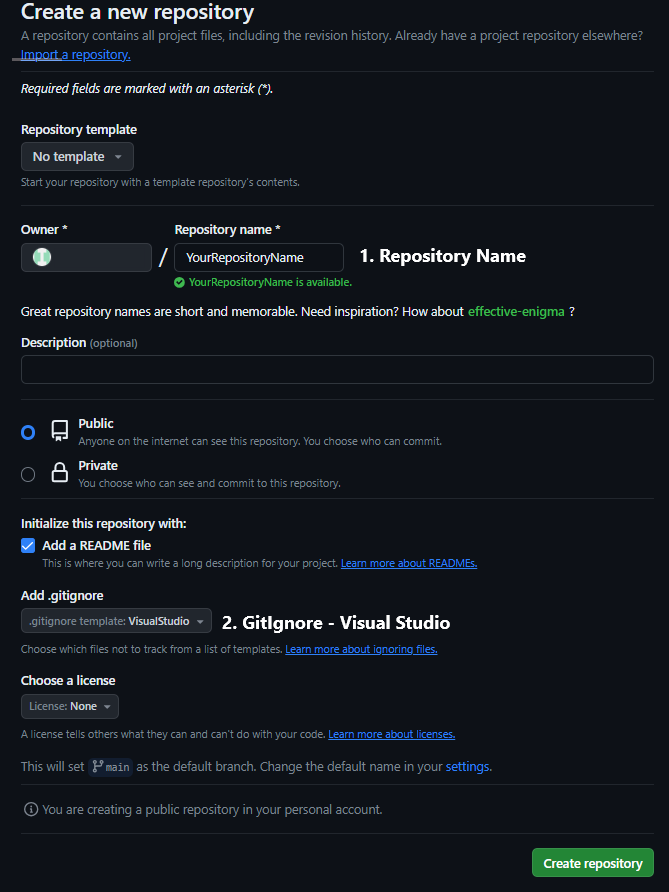 Create a new repository
A repository contains all project files, including the revision history. Already have a project repository elsewhere?
Import a repository.
Required fields are marked with an asterisk (*).
Repository template
No template
Start your repository with a template repository's contents.
Owner * Repository name *
/ YourRepositoryName 1. Repository Name
YourRepositoryName is available.
Great repository names are short and memorable. Need inspiration? How about effective-enigma ?
Description (optional)
Public
Anyone on the internet can see this repository. You choose who can commit.
Private
You choose who can see and commit to this repository.
Initialize this repository with:
Add a README file
This is where you can write a long description for your project. Learn more about READMEs.
Add .gitignore
.gitignore template: VisualStudio 2. GitIgnore - Visual Studio
Choose which files not to track from a list of templates. Learn more about ignoring files.
Choose a license
License: None
A license tells others what they can and can't do with your code. Learn more about licenses.
This will set main as the default branch. Change the default name in your settings.
You are creating a public repository in your personal account.
Create repository